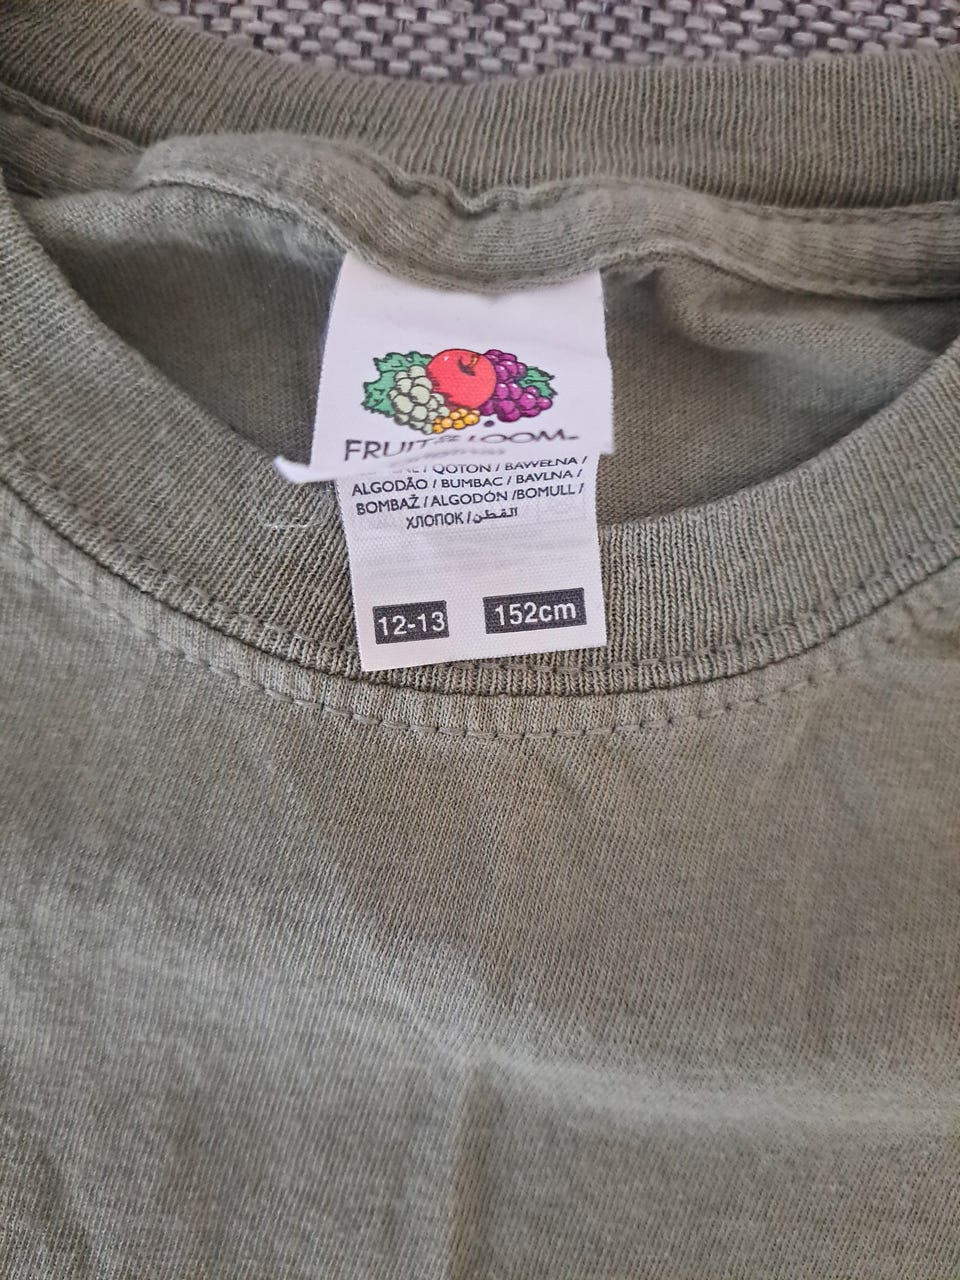 FRUIT OF THE LOOM
QOTON / BAWEŁNA /
ALGODÃO / BUMBAC / BAVLNA /
BOMBAŽ / ALGODÓN / BOMULL /
ХЛОПОК / القطن
12-13 152cm